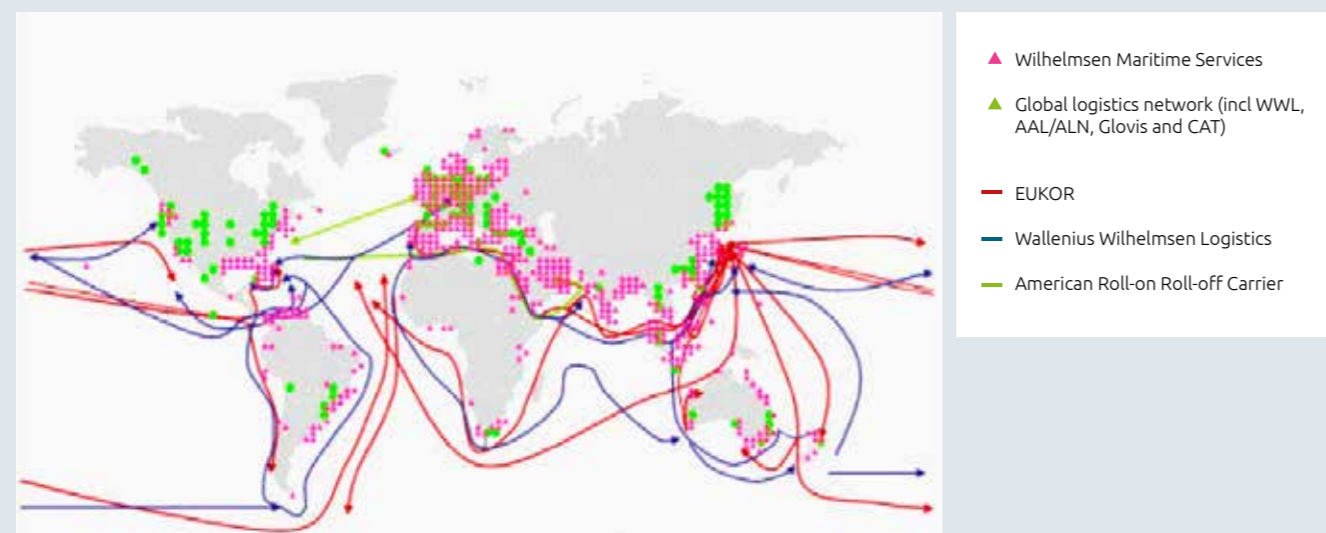 Wilhelmsen Maritime Services
Global logistics network (incl WWL,
AAL/ALN, Glovis and CAT)
EUKOR
Wallenius Wilhelmsen Logistics
American Roll-on Roll-off Carrier